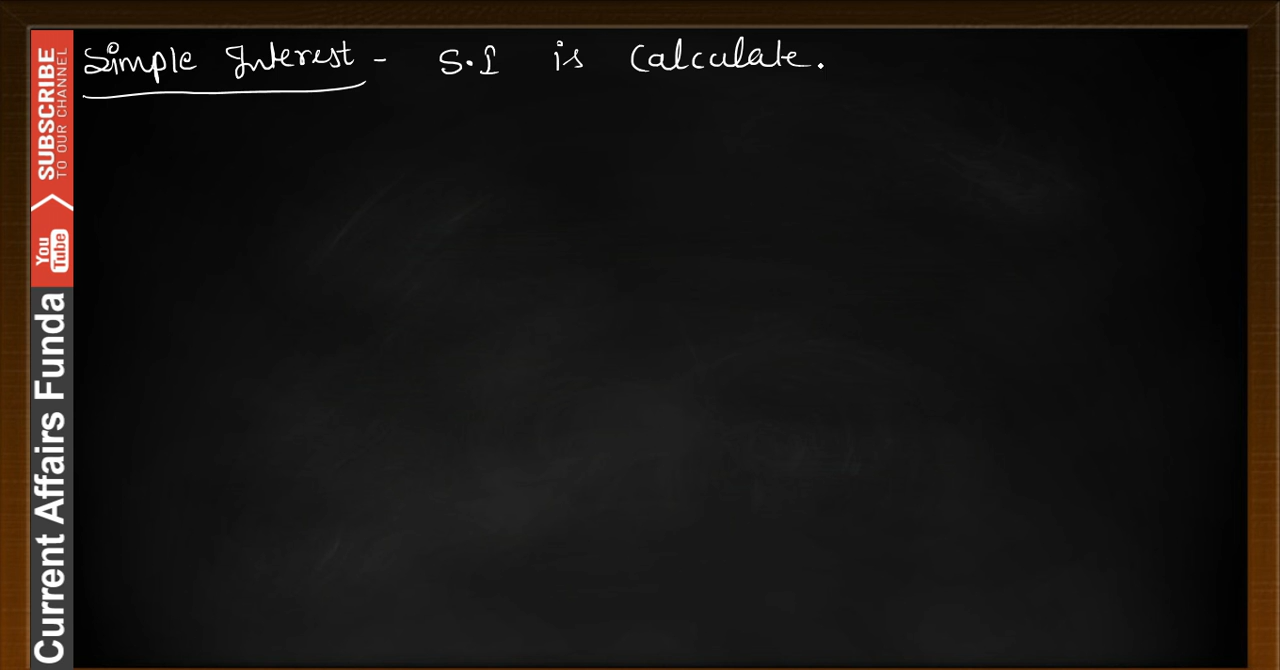 Simple Interest - S.I is Calculate.
SUBSCRIBE
TO OUR CHANNEL
You
Tube
Current Affairs Funda